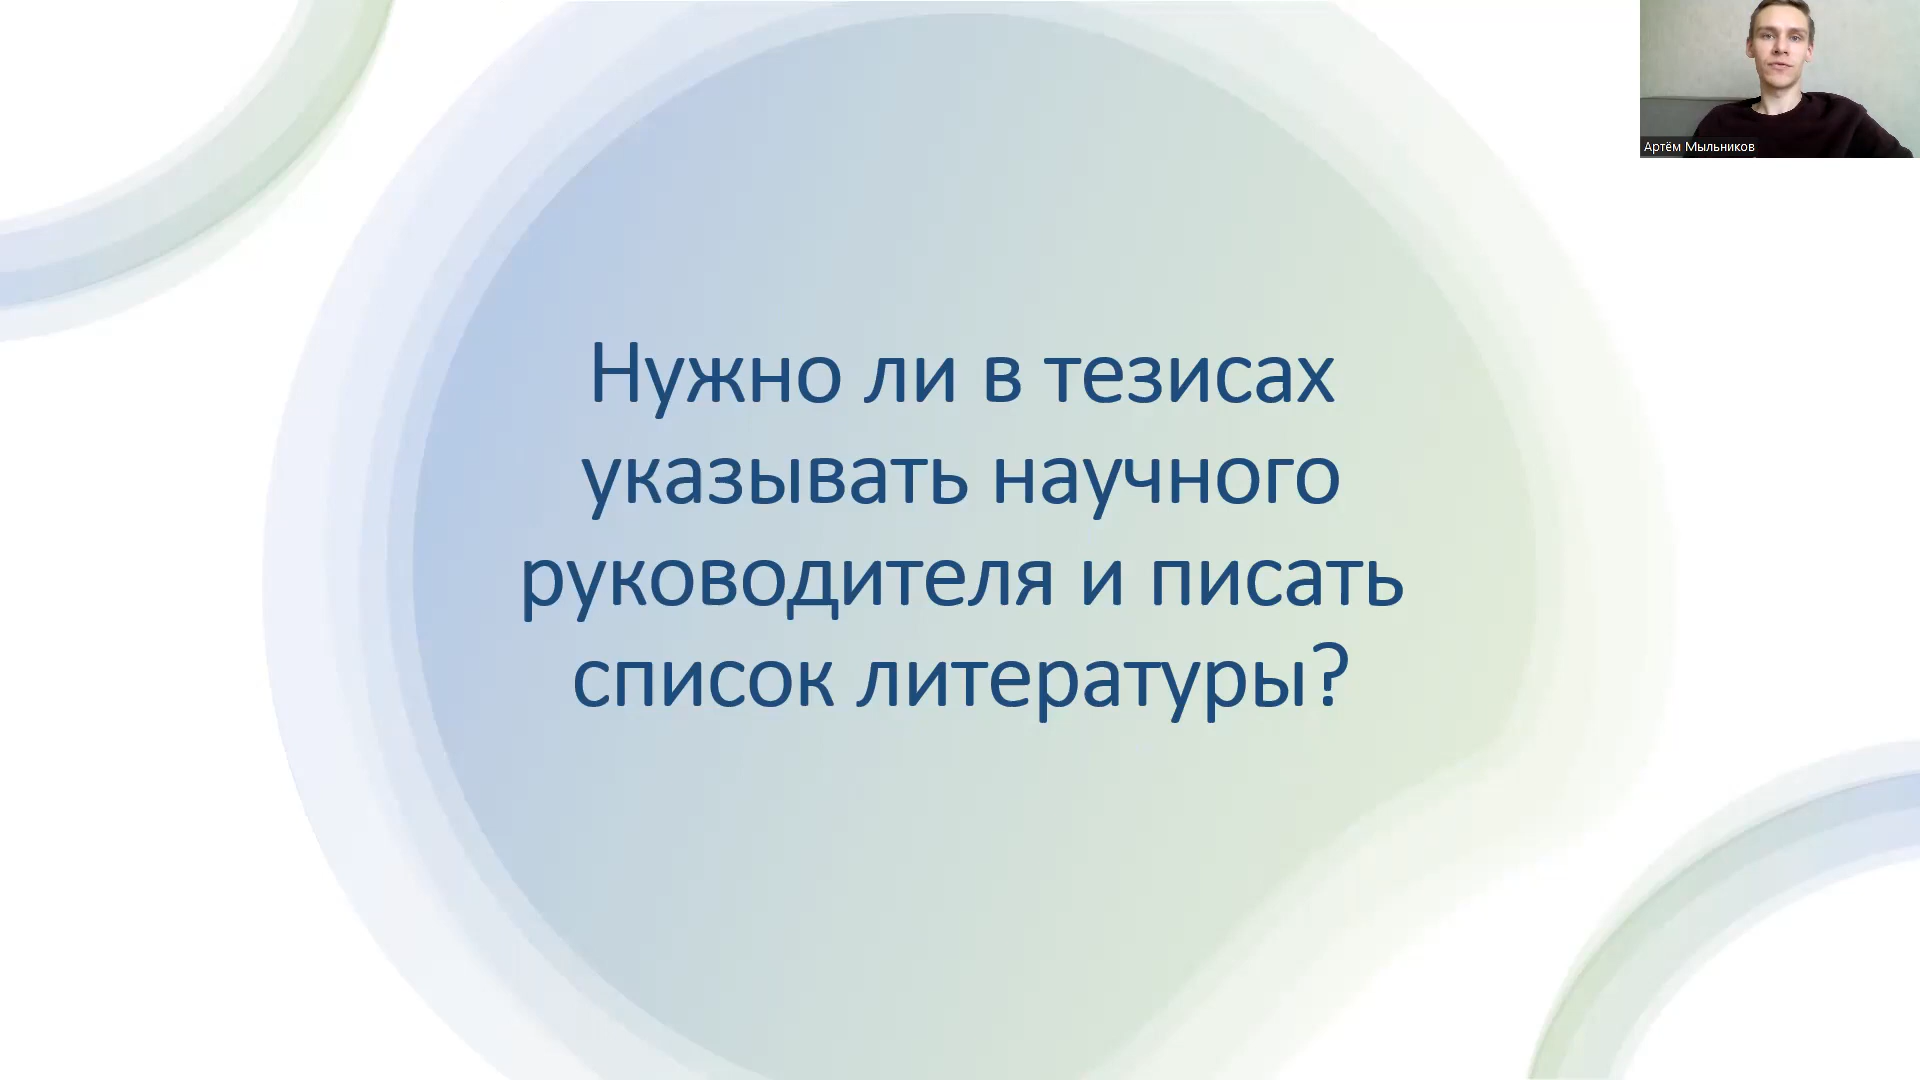 Нужно ли в тезисах
указывать научного
руководителя и писать
список литературы?
Артём Мыльников